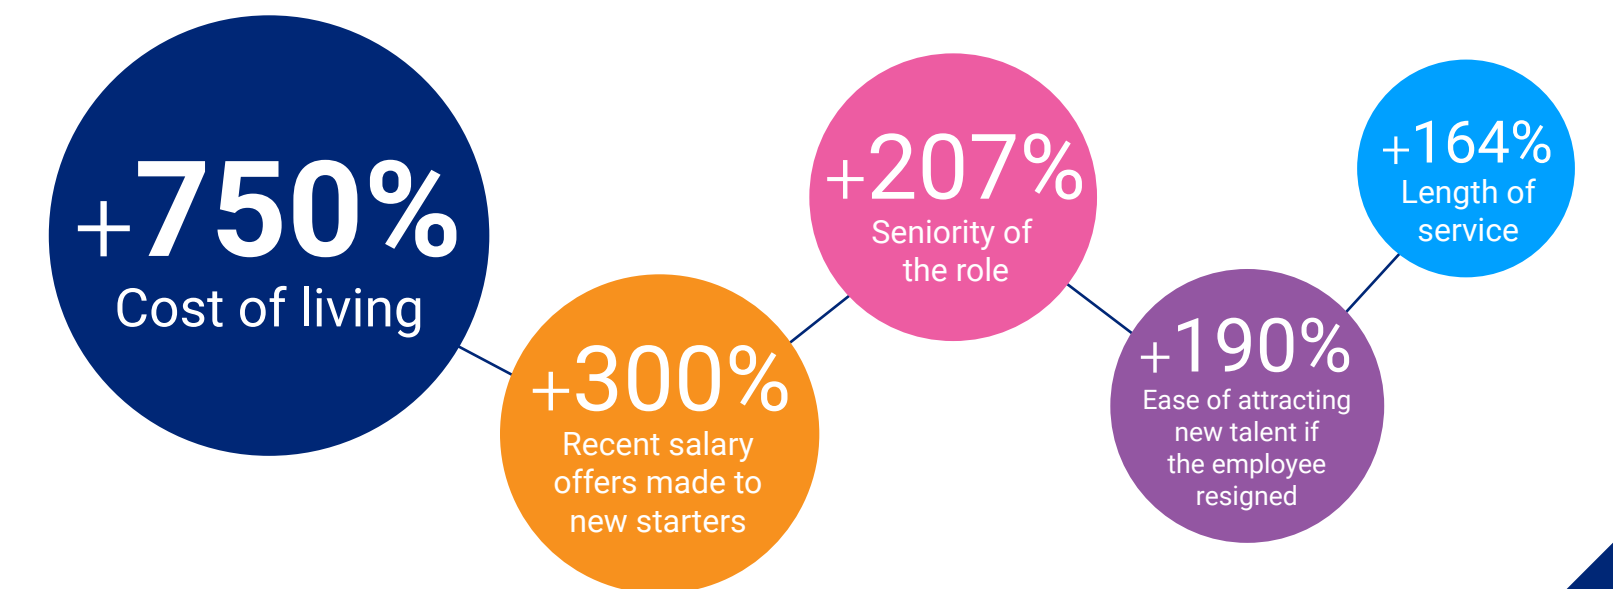 +750%
Cost of living
+300%
Recent salary
offers made to
new starters
+207%
Seniority of
the role
+190%
Ease of attracting
new talent if
the employee
resigned
+164%
Length of
service